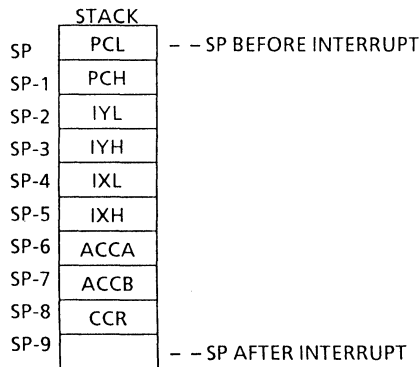 STACK
SP PCL – – SP BEFORE INTERRUPT
SP-1 PCH
SP-2 IYL
SP-3 IYH
SP-4 IXL
SP-5 IXH
SP-6 ACCA
SP-7 ACCB
SP-8 CCR
SP-9 – – SP AFTER INTERRUPT